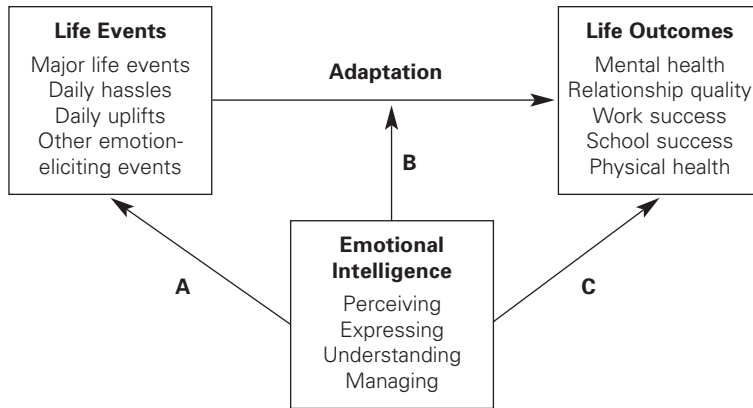 Life Events
Major life events
Daily hassles
Daily uplifts
Other emotion-
eliciting events
Adaptation
Life Outcomes
Mental health
Relationship quality
Work success
School success
Physical health
B
A
Emotional
Intelligence
Perceiving
Expressing
Understanding
Managing
C